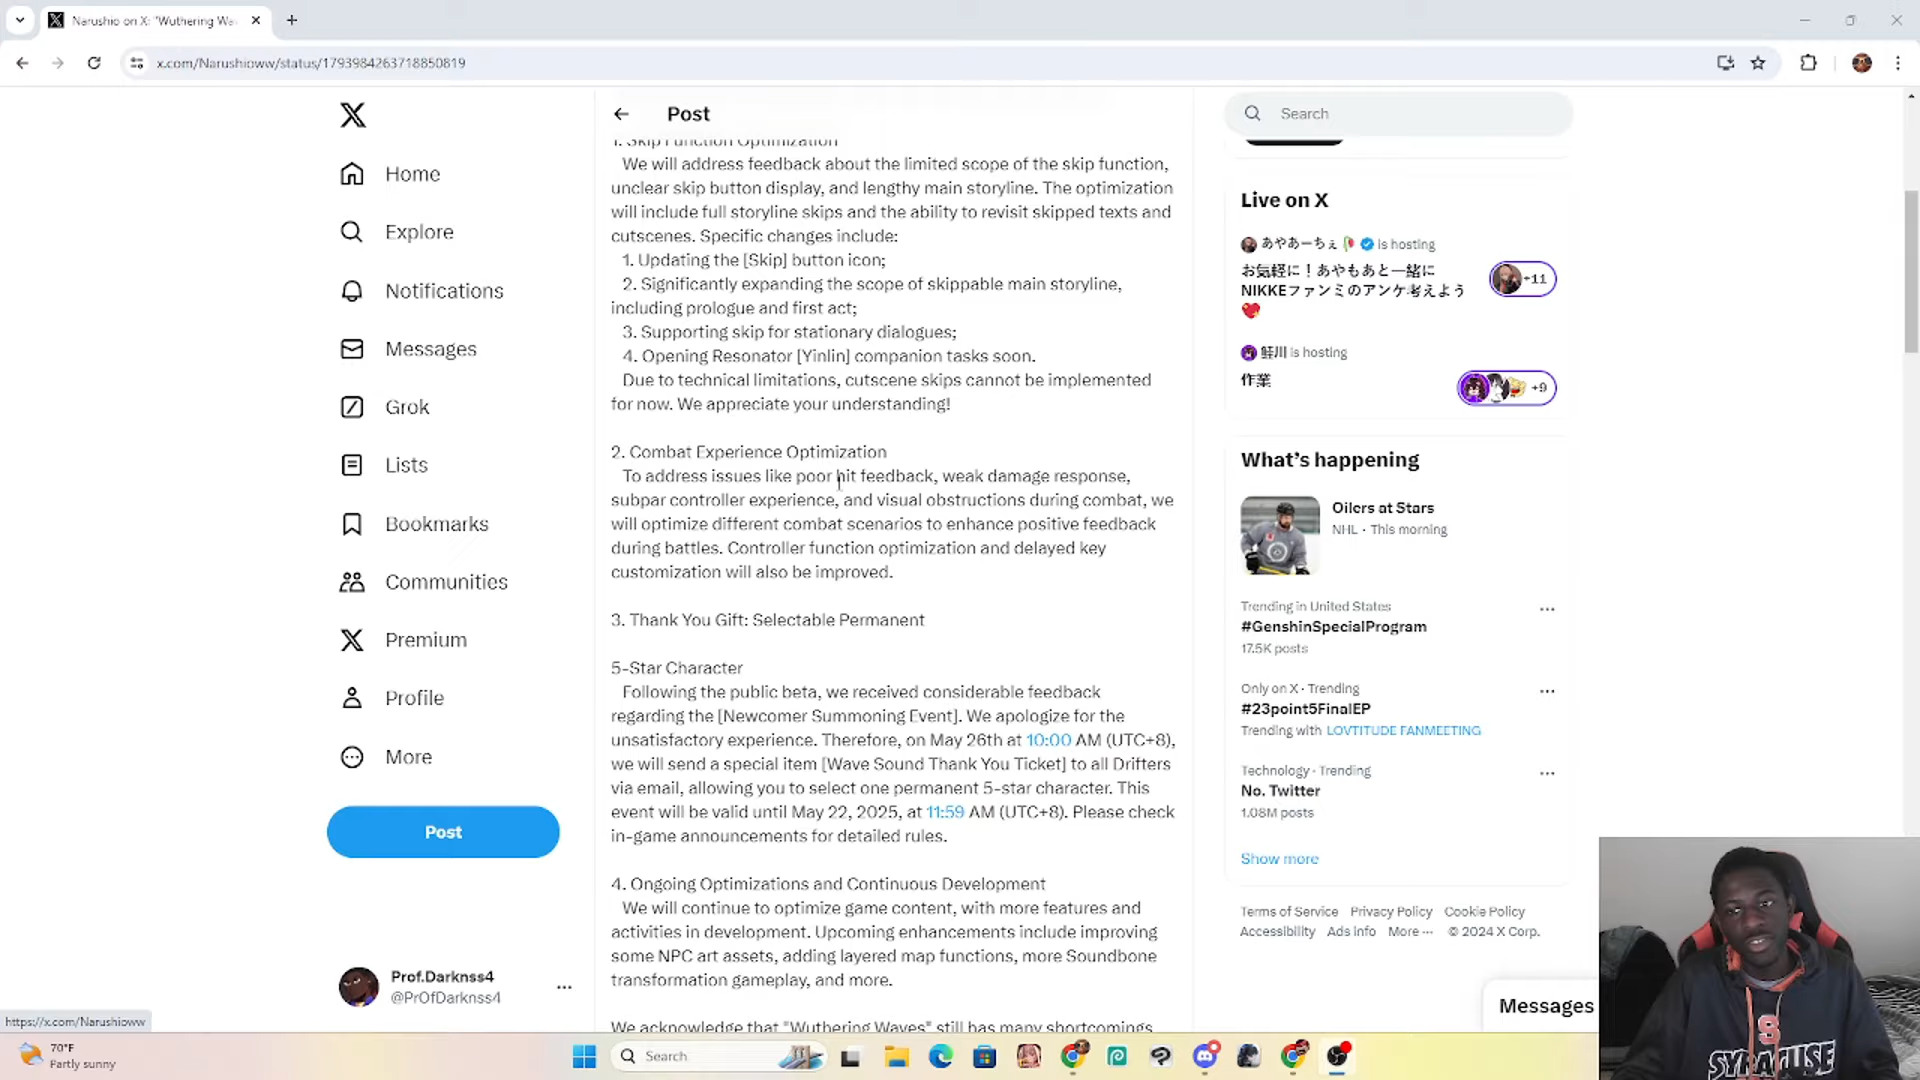 Narushio on X: "Wuthering Wa
x.com/Narushioww/status/1793984263718850819
Home
Explore
Notifications
Messages
Grok
Lists
Bookmarks
Communities
Premium
Profile
More
Post
Prof.Darknss4
@PrOfDarknss4
https://x.com/Narushioww
Post
1. Skip Function Optimization
We will address feedback about the limited scope of the skip function,
unclear skip button display, and lengthy main storyline. The optimization
will include full storyline skips and the ability to revisit skipped texts and
cutscenes. Specific changes include:
1. Updating the [Skip] button icon;
2. Significantly expanding the scope of skippable main storyline,
including prologue and first act;
3. Supporting skip for stationary dialogues;
4. Opening Resonator [Yinlin] companion tasks soon.
Due to technical limitations, cutscene skips cannot be implemented
for now. We appreciate your understanding!
2. Combat Experience Optimization
To address issues like poor hit feedback, weak damage response,
subpar controller experience, and visual obstructions during combat, we
will optimize different combat scenarios to enhance positive feedback
during battles. Controller function optimization and delayed key
customization will also be improved.
3. Thank You Gift: Selectable Permanent
5-Star Character
Following the public beta, we received considerable feedback
regarding the [Newcomer Summoning Event]. We apologize for the
unsatisfactory experience. Therefore, on May 26th at 10:00 AM (UTC+8),
we will send a special item [Wave Sound Thank You Ticket] to all Drifters
via email, allowing you to select one permanent 5-star character. This
event will be valid until May 22, 2025, at 11:59 AM (UTC+8). Please check
in-game announcements for detailed rules.
4. Ongoing Optimizations and Continuous Development
We will continue to optimize game content, with more features and
activities in development. Upcoming enhancements include improving
some NPC art assets, adding layered map functions, more Soundbone
transformation gameplay, and more.
We acknowledge that "Wuthering Waves" still has many shortcomings
Search
Live on X
あやあーちぇ is hosting
お気軽に！あやもあと一緒に
NIKKEファンミのアンケ考えよう
+11
鮭川 is hosting
作業
+9
What's happening
Oilers at Stars
NHL · This morning
Trending in United States
#GenshinSpecialProgram
17.5K posts
Only on X · Trending
#23point5FinalEP
Trending with LOVTITUDE FANMEETING
Technology · Trending
No. Twitter
1.08M posts
Show more
Terms of Service Privacy Policy Cookie Policy
Accessibility Ads info More ··· © 2024 X Corp.
Messages
S
SYRACUSE
70°F
Partly sunny
Search